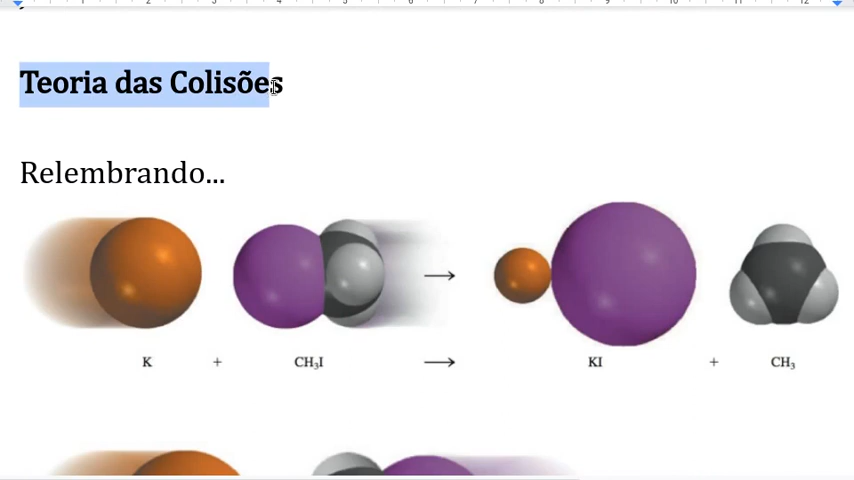 Teoria das Colisões
Relembrando...
K + CH₃I → KI + CH₃